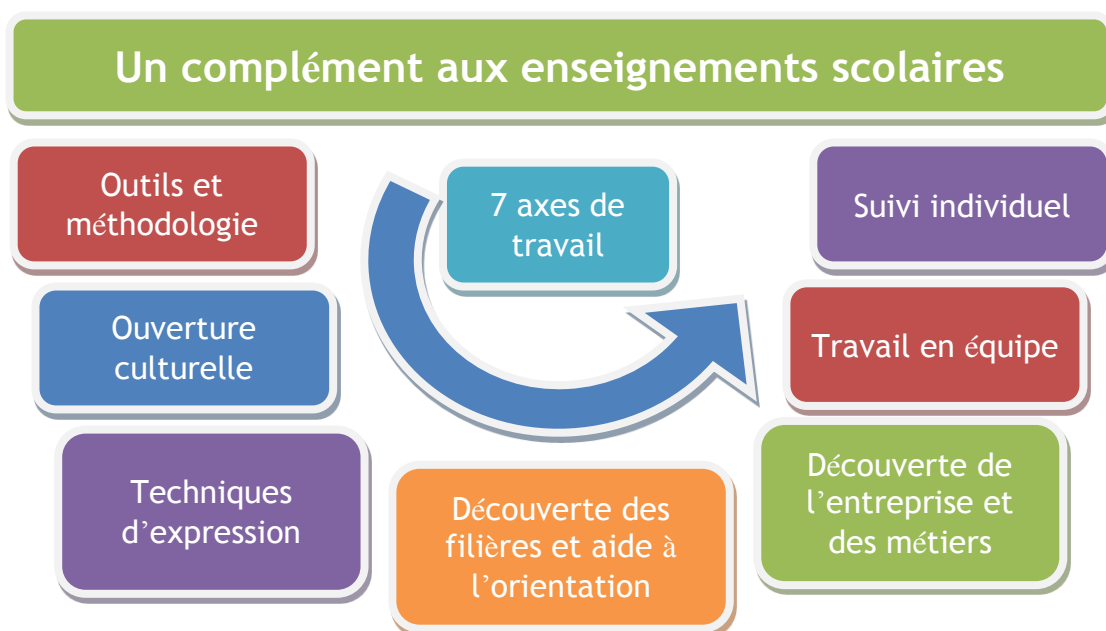 Un complément aux enseignements scolaires
Outils et
méthodologie
7 axes de
travail
Suivi individuel
Ouverture
culturelle
Travail en équipe
Techniques
d’expression
Découverte des
filières et aide à
l’orientation
Découverte de
l’entreprise et
des métiers